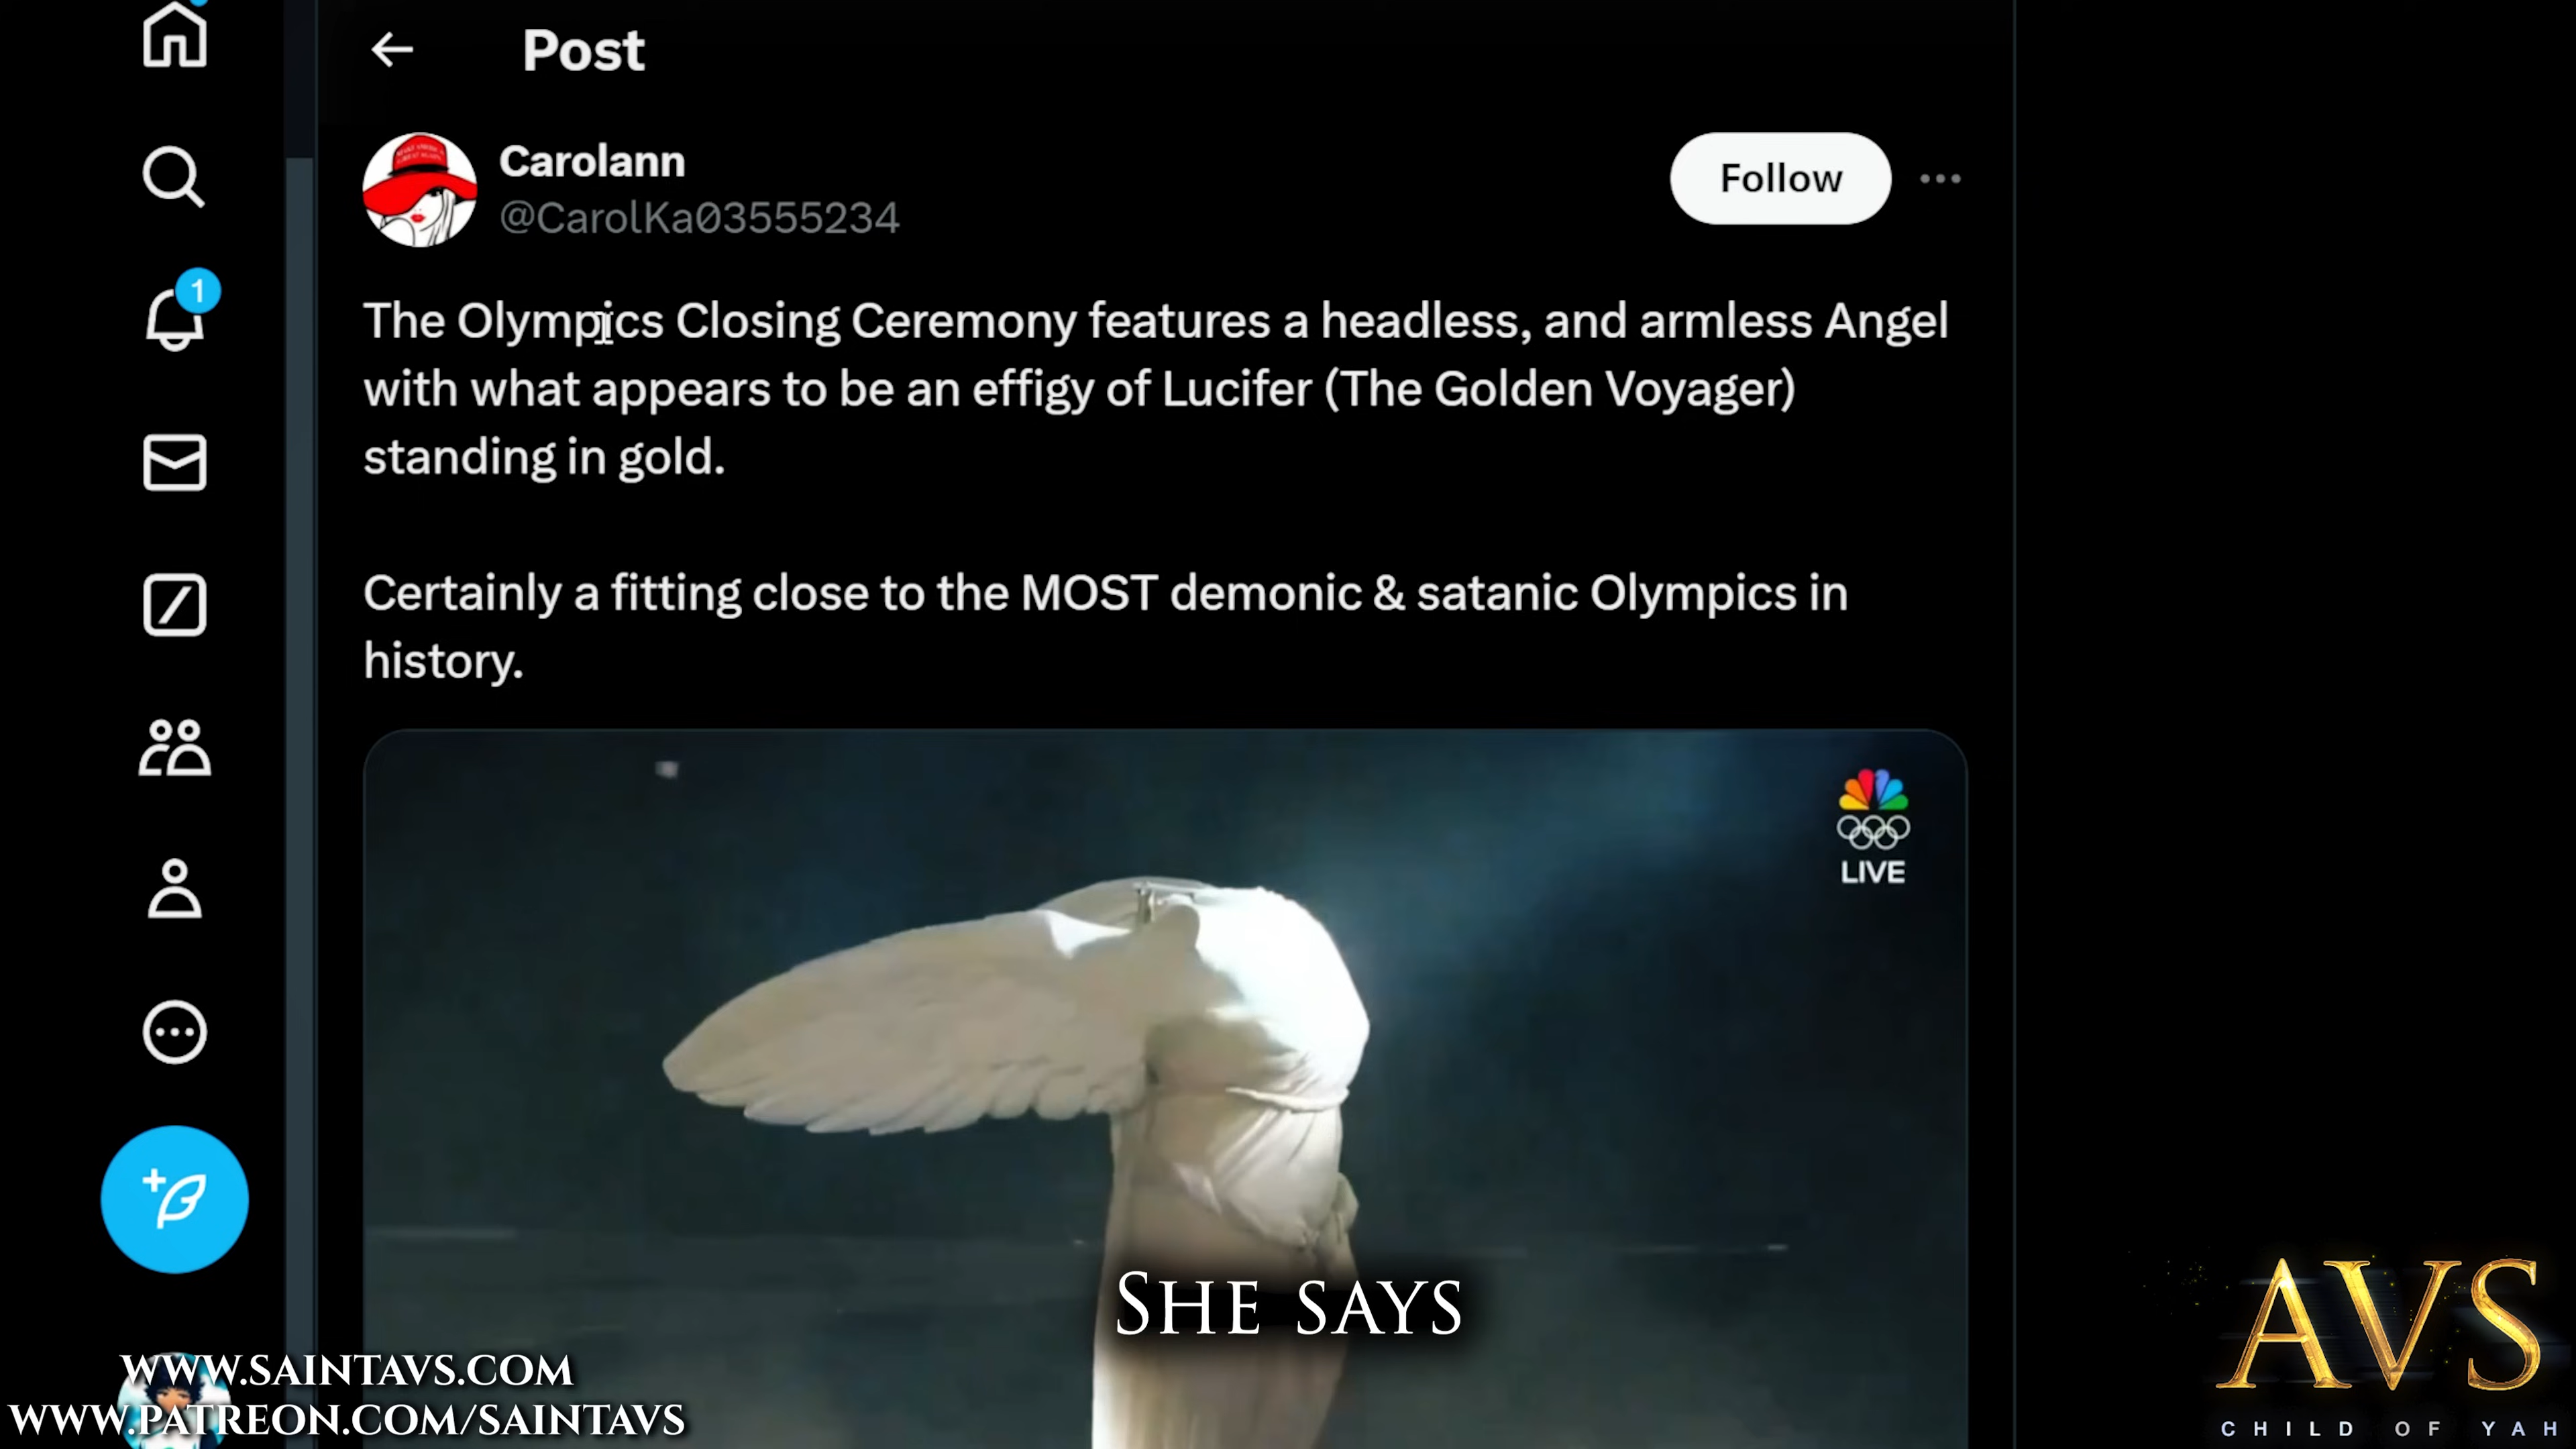 Post
Carolann
@CarolKa03555234
Follow
1
The Olympics Closing Ceremony features a headless, and armless Angel
with what appears to be an effigy of Lucifer (The Golden Voyager)
standing in gold.
Certainly a fitting close to the MOST demonic & satanic Olympics in
history.
LIVE
SHE SAYS
WWW.SAINTAVS.COM
WWW.PATREON.COM/SAINTAVS
AVS
CHILD OF YAH